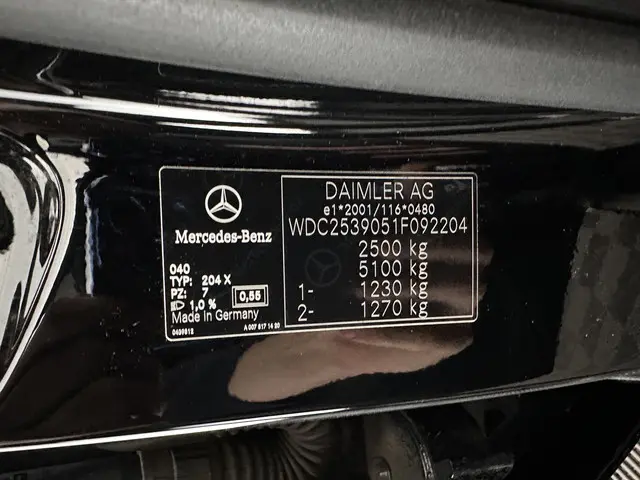 DAIMLER AG
e1*2001/116*0480
WDC2539051F092204
2500 kg
5100 kg
1- 1230 kg
2- 1270 kg
Mercedes-Benz
040
TYP: 204 X
PZ: 7
1,0 % 0,55
Made in Germany
A 007 817 14 20